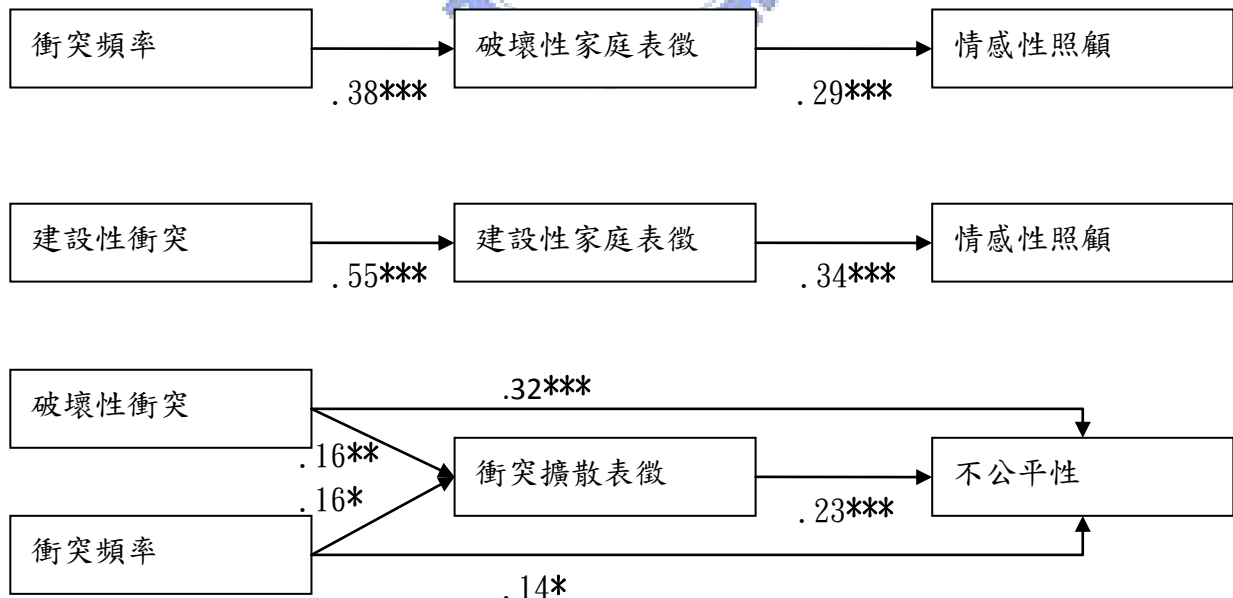 衝突頻率 破壞性家庭表徵 情感性照顧
.38*** .29***
建設性衝突 建設性家庭表徵 情感性照顧
.55*** .34***
破壞性衝突 .32***
.16**
衝突擴散表徵 不公平性
.16*
.23***
衝突頻率
.14*